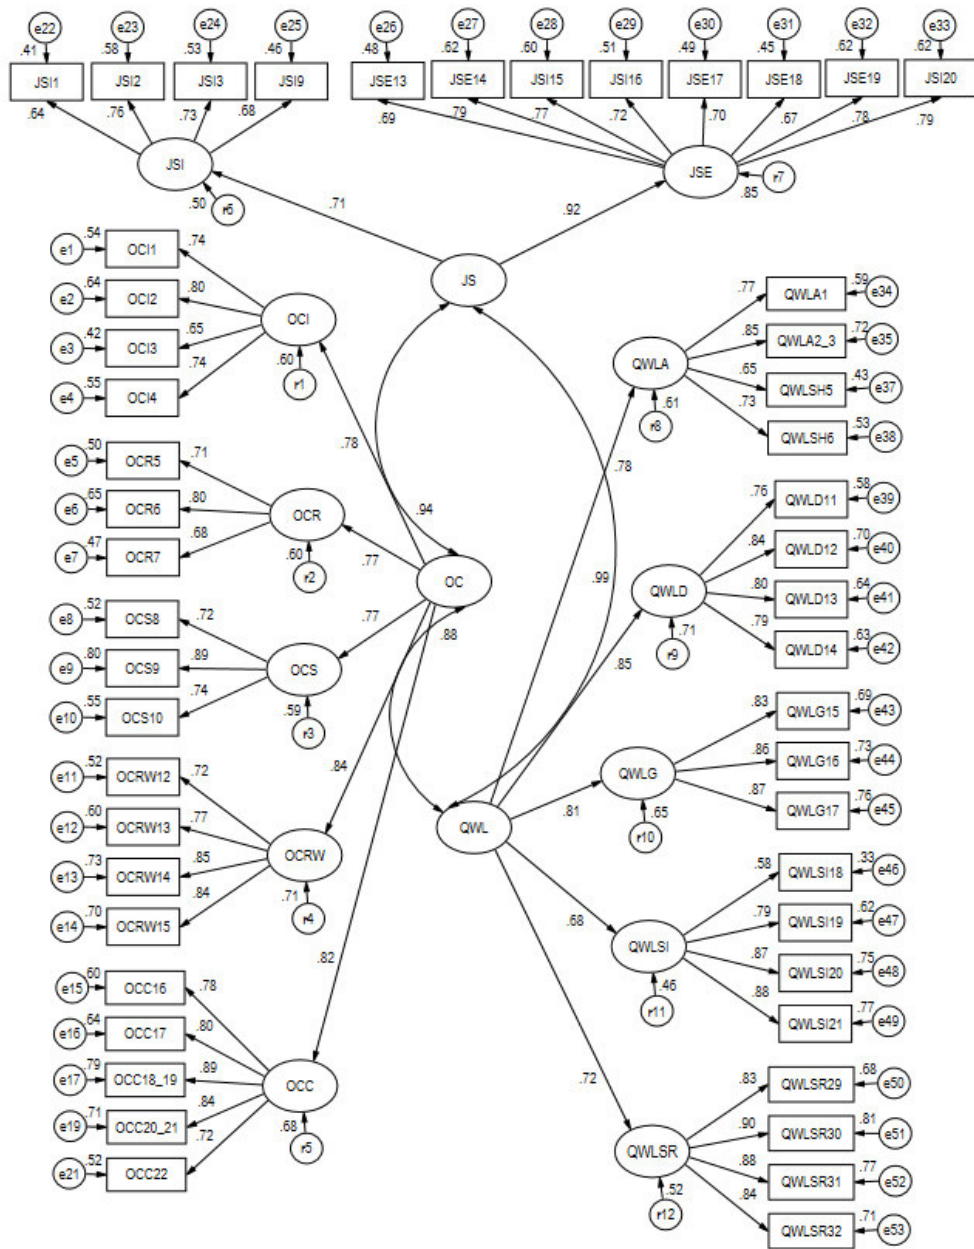 e22 e23 e24 e25 e26 e27 e28 e29 e30 e31 e32 e33
.41 .58 .53 .46 .48 .62 .60 .51 .49 .45 .62 .62
JSI1 JSI2 JSI3 JSI9 JSE13 JSE14 JSI15 JSI16 JSE17 JSE18 JSE19 JSI20
.64 .76 .73 .68 .69 .79 .77 .72 .70 .67 .78 .79
JSI JSE r7
.50 r6 .85
.71 .92
JS
e1 .54 OCI1 .74
e2 .64 OCI2 .80
e3 .42 OCI3 .65
e4 .55 OCI4 .74
OCI
.60 r1
.78
e5 .50 OCR5 .71
e6 .65 OCR6 .80
e7 .47 OCR7 .68
OCR
.60 r2
.77
.94
OC
.88
.99
e8 .52 OCS8 .72
e9 .80 OCS9 .89
e10 .55 OCS10 .74
OCS
.59 r3
.77
e11 .52 OCRW12 .72
e12 .60 OCRW13 .77
e13 .73 OCRW14 .85
e14 .70 OCRW15 .84
OCRW
.71 r4
.84
e15 .60 OCC16 .78
e16 .64 OCC17 .80
e17 .79 OCC18_19 .89
e19 .71 OCC20_21 .84
e21 .52 OCC22 .72
OCC
.68 r5
.82
QWL
.77 QWLA1 .59 e34
.85 QWLA2_3 .72 e35
.65 QWLSH5 .43 e37
.73 QWLSH6 .53 e38
QWLA
.61 r8
.78
.76 QWLD11 .58 e39
.84 QWLD12 .70 e40
.80 QWLD13 .64 e41
.79 QWLD14 .63 e42
QWLD
.71 r9
.85
.83 QWLG15 .69 e43
.86 QWLG16 .73 e44
.87 QWLG17 .76 e45
QWLG
.65 r10
.81
.58 QWLSI18 .33 e46
.79 QWLSI19 .62 e47
.87 QWLSI20 .75 e48
.88 QWLSI21 .77 e49
QWLSI
.46 r11
.68
.83 QWLSR29 .68 e50
.90 QWLSR30 .81 e51
.88 QWLSR31 .77 e52
.84 QWLSR32 .71 e53
QWLSR
.52 r12
.72